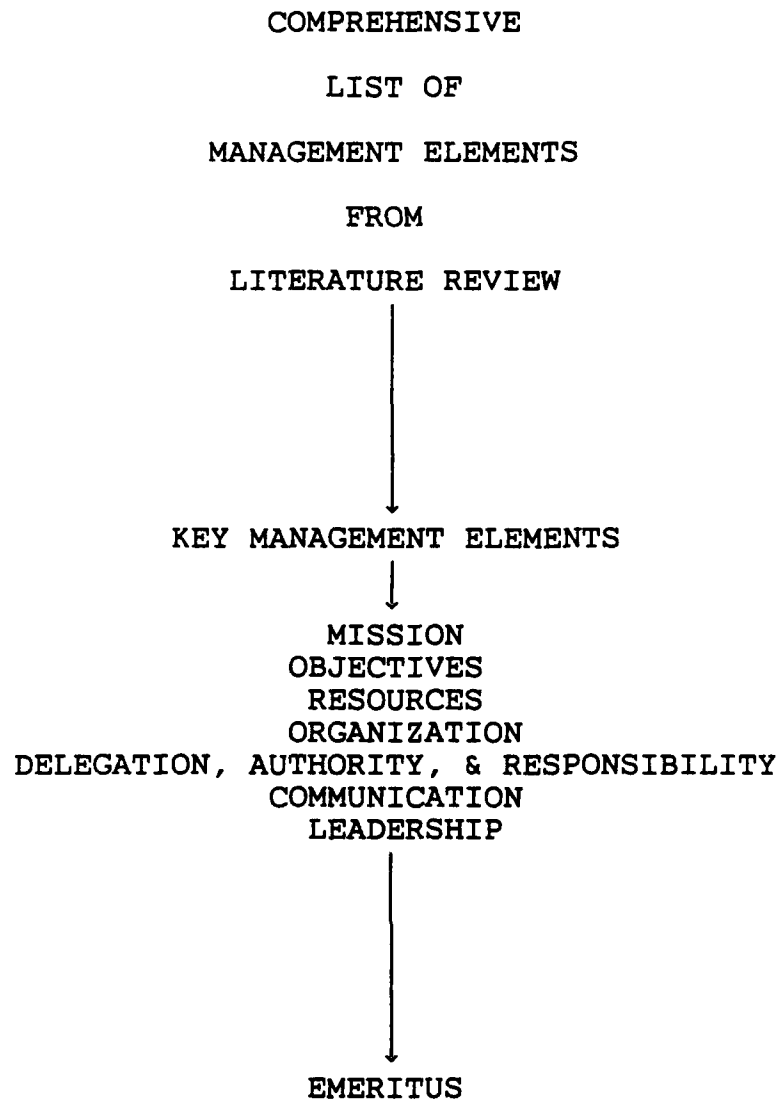 COMPREHENSIVE
LIST OF
MANAGEMENT ELEMENTS
FROM
LITERATURE REVIEW
KEY MANAGEMENT ELEMENTS
MISSION
OBJECTIVES
RESOURCES
ORGANIZATION
DELEGATION, AUTHORITY, & RESPONSIBILITY
COMMUNICATION
LEADERSHIP
EMERITUS